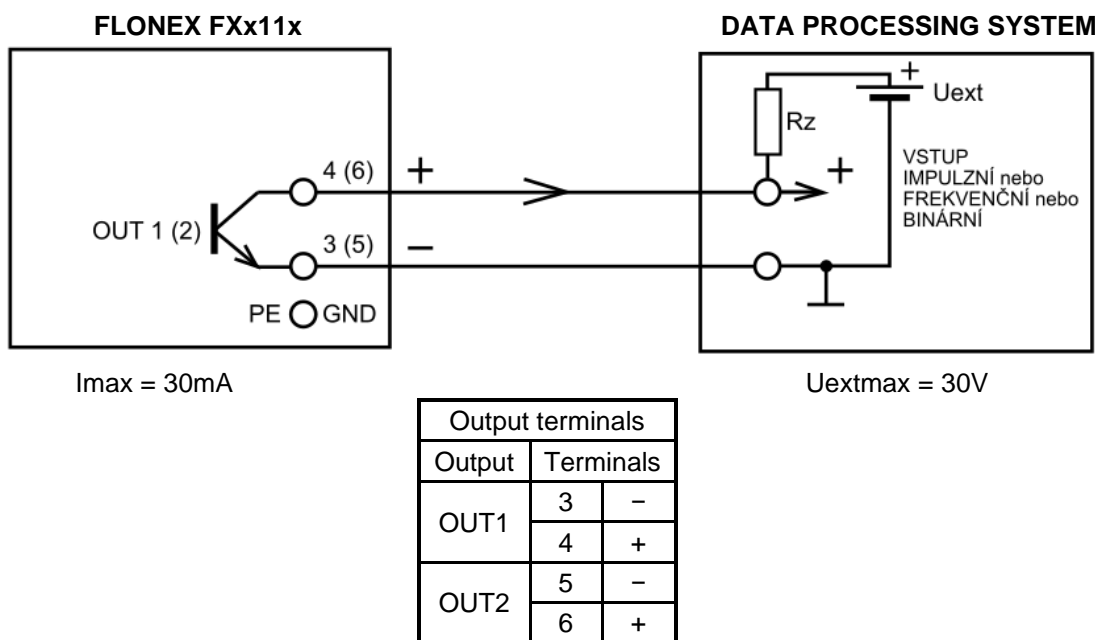 FLONEX FXx11x
DATA PROCESSING SYSTEM
4 (6)
+
OUT 1 (2)
3 (5)
−
PE
GND
+
Uext
Rz
+
VSTUP
IMPULZNÍ nebo
FREKVENČNÍ nebo
BINÁRNÍ
Imax = 30mA
Uextmax = 30V
Output terminals
Output Terminals
OUT1
3 −
4 +
OUT2
5 −
6 +